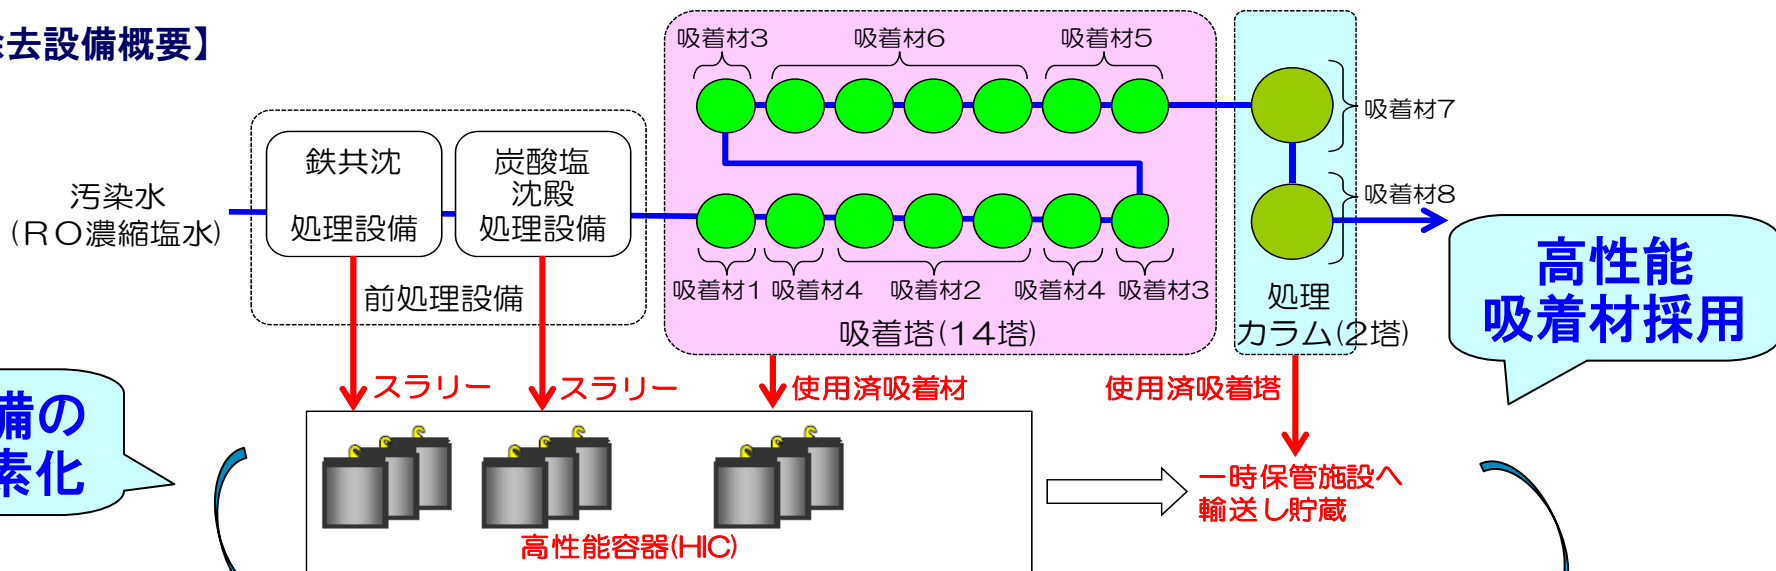 去設備概要】
吸着材3
吸着材6
吸着材5
吸着材7
鉄共沈
処理設備
炭酸塩
沈殿
処理設備
汚染水
(RO濃縮塩水)
吸着材8
前処理設備
吸着材1
吸着材4
吸着材2
吸着材4
吸着材3
吸着塔(14塔)
処理
カラム(2塔)
高性能
吸着材採用
スラリー
スラリー
使用済吸着材
使用済吸着塔
備の
素化
高性能容器(HIC)
一時保管施設へ
輸送し貯蔵